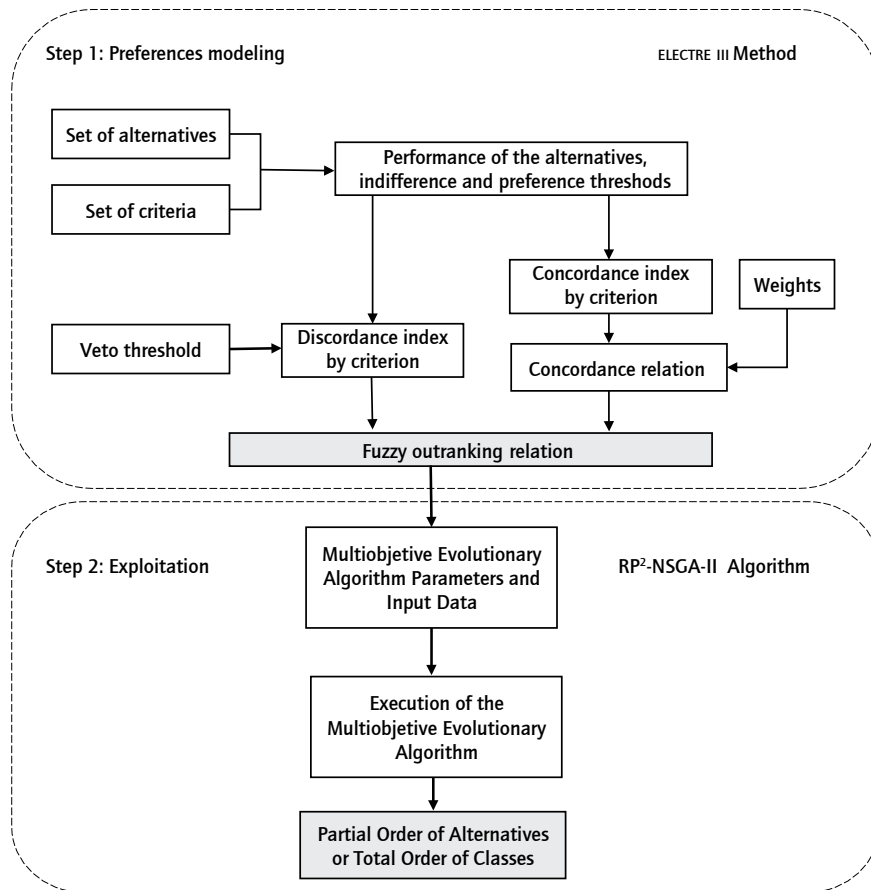 Step 1: Preferences modeling
ELECTRE III Method
Set of alternatives
Performance of the alternatives,
indifference and preference threshods
Set of criteria
Concordance index
by criterion
Weights
Veto threshold
Discordance index
by criterion
Concordance relation
Fuzzy outranking relation
Step 2: Exploitation
Multiobjetive Evolutionary
Algorithm Parameters and
Input Data
RP²-NSGA-II Algorithm
Execution of the
Multiobjetive Evolutionary
Algorithm
Partial Order of Alternatives
or Total Order of Classes